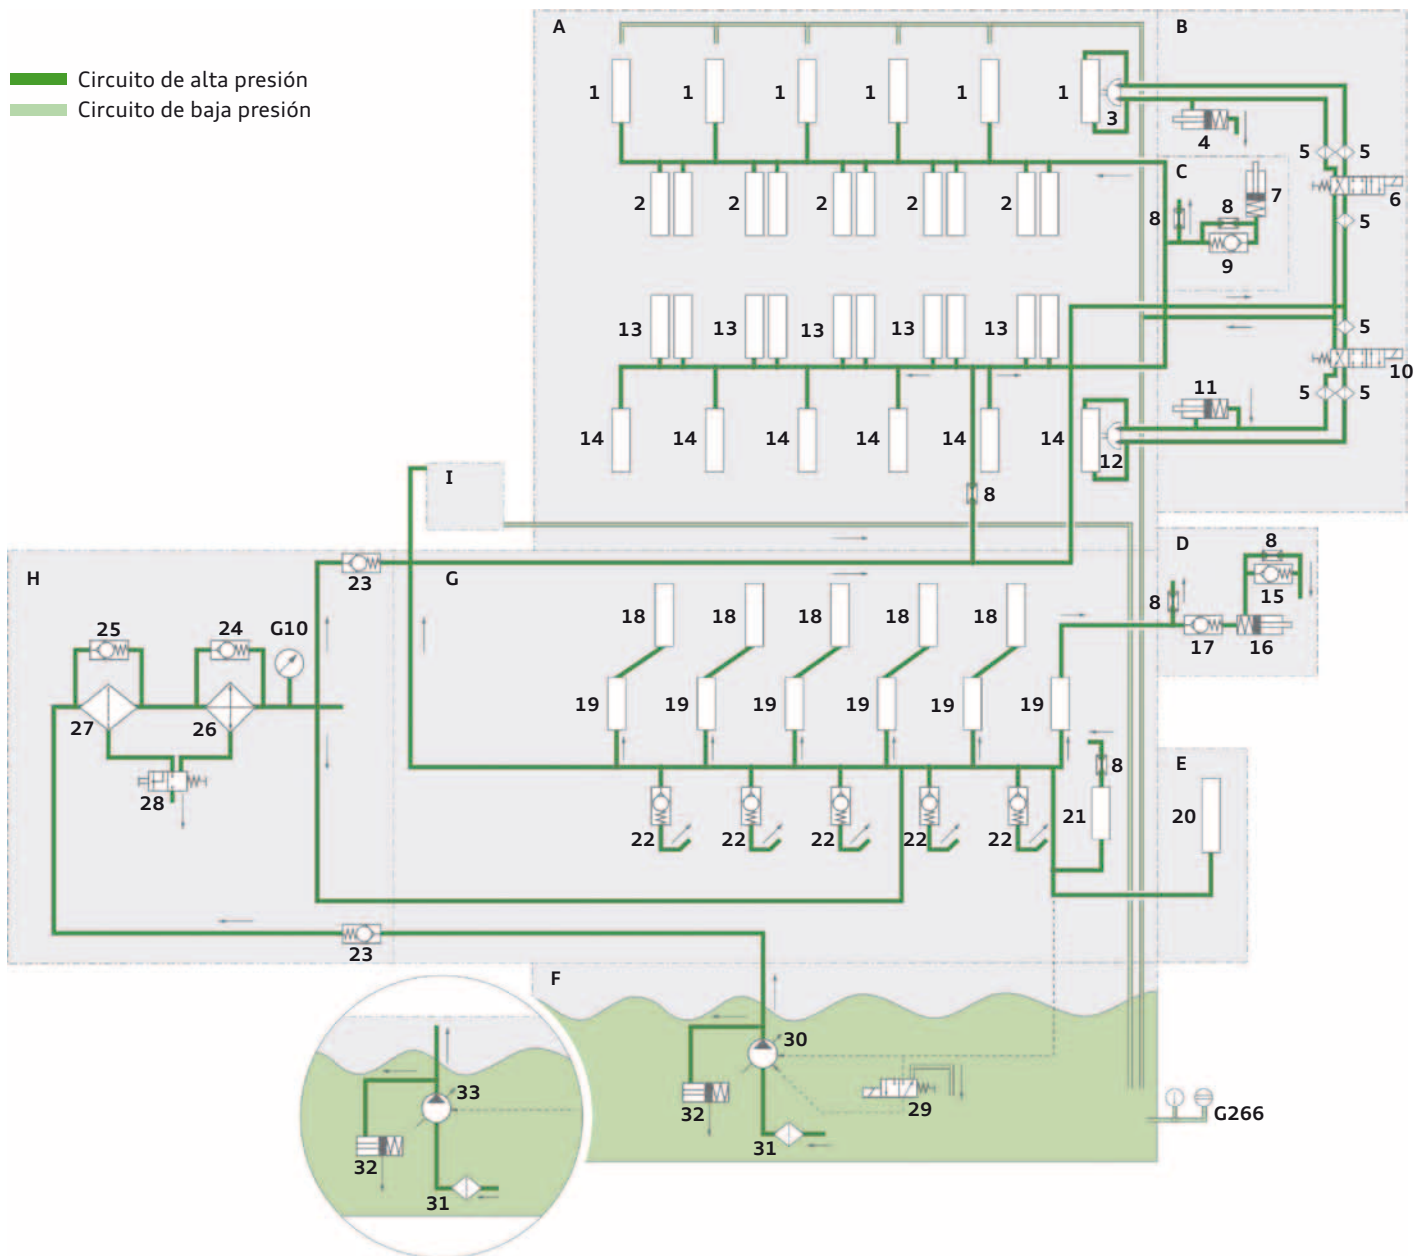 A
B
Circuito de alta presión
Circuito de baja presión
1 1 1 1 1 1
3
4
5 5
C
7
6
2 2 2 2 2
8 8
5
9
13 13 13 13 13
5
10
11
5 5
14 14 14 14 14 14
12
I
8
D
8
H
23
G
15
8
25 24 G10
18 18 18 18 18
17 16
19 19 19 19 19 19
27 26
8
E
28
21 20
22 22 22 22 22
23
F
30
33
32
29
G266
31
32
31